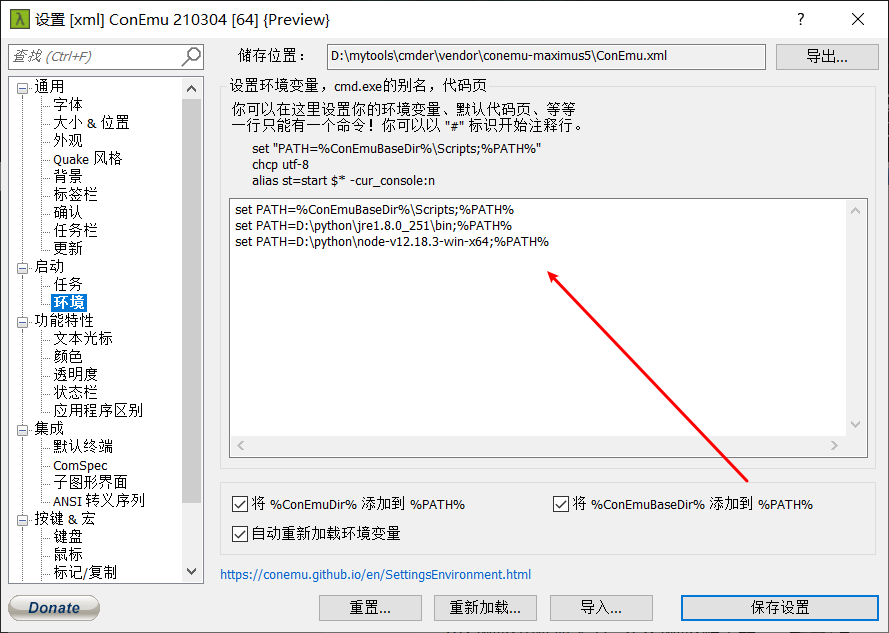 设置 [xml] ConEmu 210304 [64] {Preview}
?
查找 (Ctrl+F)
储存位置：
D:\mytools\cmder\vendor\conemu-maximus5\ConEmu.xml
导出...
通用
字体
大小 & 位置
外观
Quake 风格
背景
标签栏
确认
任务栏
更新
启动
任务
环境
功能特性
文本光标
颜色
透明度
状态栏
应用程序区别
集成
默认终端
ComSpec
子图形界面
ANSI 转义序列
按键 & 宏
键盘
鼠标
标记/复制
设置环境变量，cmd.exe的别名，代码页
你可以在这里设置你的环境变量、默认代码页、等等
一行只能有一个命令！你可以以 "#" 标识开始注释行。
set "PATH=%ConEmuBaseDir%\Scripts;%PATH%"
chcp utf-8
alias st=start $* -cur_console:n
set PATH=%ConEmuBaseDir%\Scripts;%PATH%
set PATH=D:\python\jre1.8.0_251\bin;%PATH%
set PATH=D:\python\node-v12.18.3-win-x64;%PATH%
将 %ConEmuDir% 添加到 %PATH%
将 %ConEmuBaseDir% 添加到 %PATH%
自动重新加载环境变量
https://conemu.github.io/en/SettingsEnvironment.html
Donate
重置...
重新加载...
导入...
保存设置